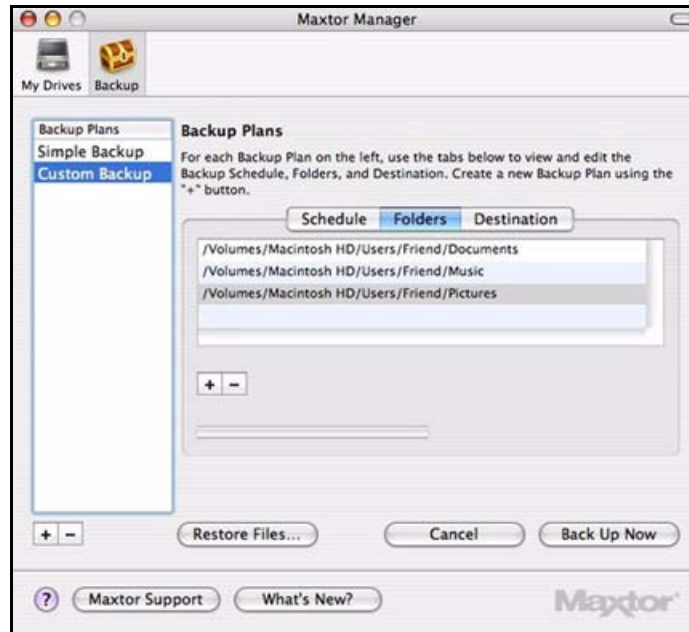 Maxtor Manager
My Drives
Backup
Backup Plans
Simple Backup
Custom Backup
Backup Plans
For each Backup Plan on the left, use the tabs below to view and edit the
Backup Schedule, Folders, and Destination. Create a new Backup Plan using the
"+" button.
Schedule Folders Destination
/Volumes/Macintosh HD/Users/Friend/Documents
/Volumes/Macintosh HD/Users/Friend/Music
/Volumes/Macintosh HD/Users/Friend/Pictures
+ −
+ −
Restore Files... Cancel Back Up Now
? Maxtor Support What's New? Maxtor